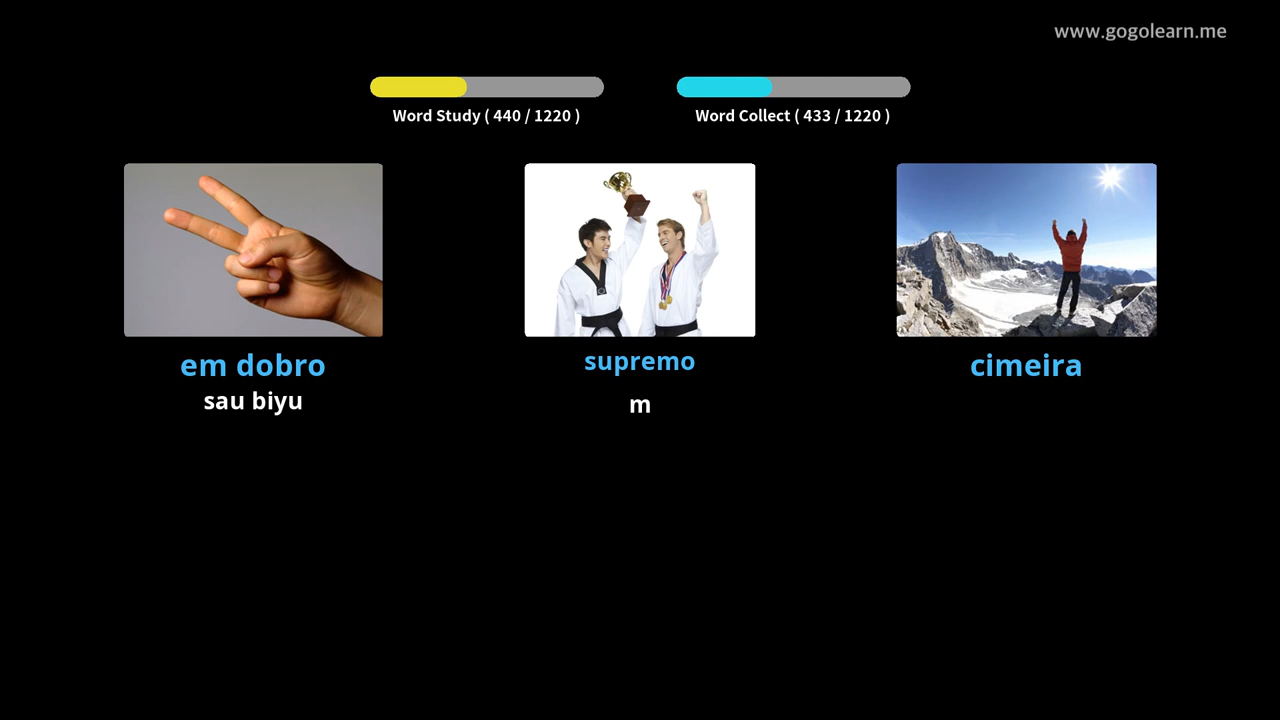 www.gogolearn.me
Word Study ( 440 / 1220 )
Word Collect ( 433 / 1220 )
em dobro
sau biyu
supremo
m
cimeira